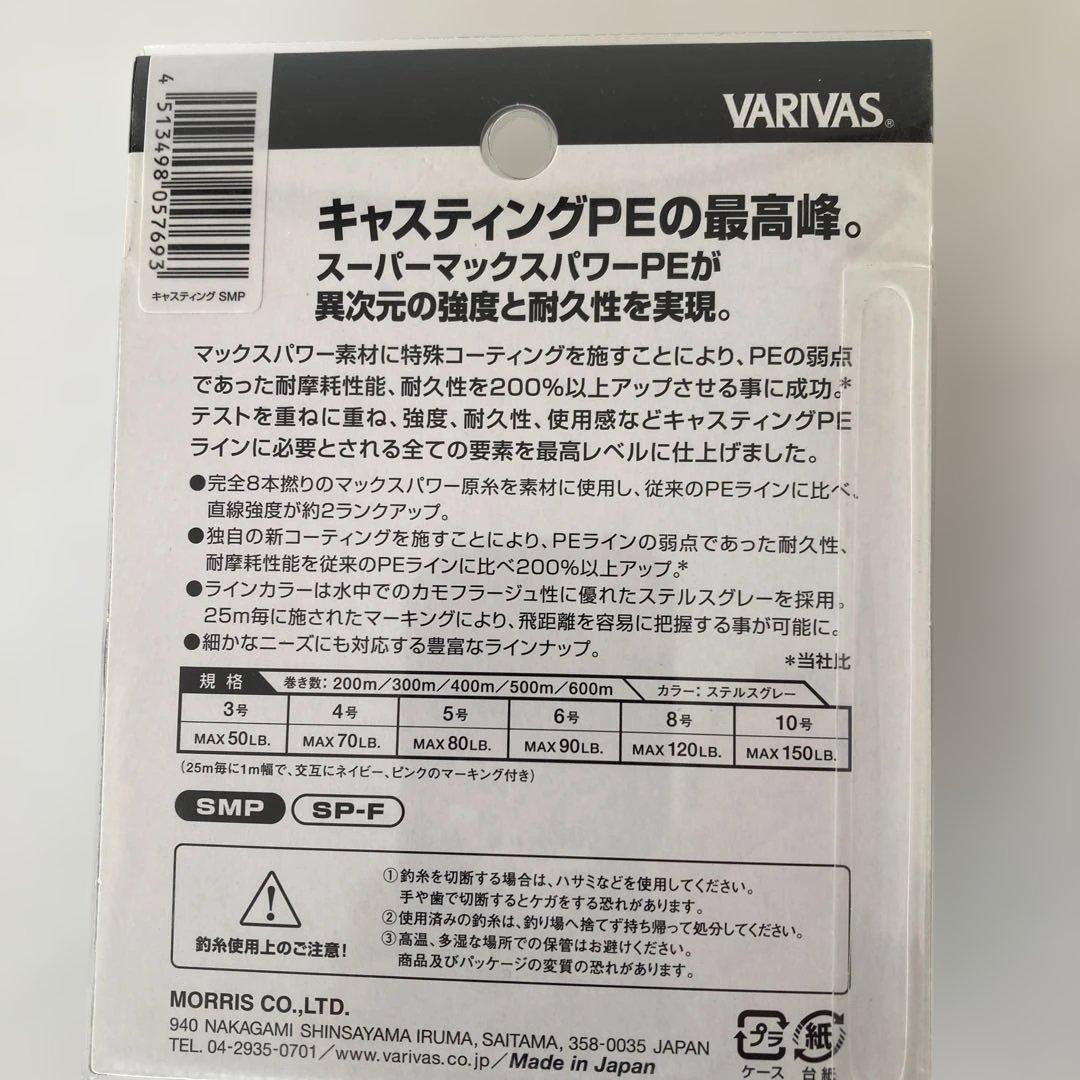 4 513498 057693
キャスティング SMP
VARIVAS®
キャスティングPEの最高峰。
スーパーマックスパワーPEが
異次元の強度と耐久性を実現。
マックスパワー素材に特殊コーティングを施すことにより、PEの弱点
であった耐摩耗性能、耐久性を200%以上アップさせる事に成功。*
テストを重ねに重ね、強度、耐久性、使用感などキャスティングPE
ラインに必要とされる全ての要素を最高レベルに仕上げました。
●完全8本撚りのマックスパワー原糸を素材に使用し、従来のPEラインに比べ、
直線強度が約2ランクアップ。
●独自の新コーティングを施すことにより、PEラインの弱点であった耐久性、
耐摩耗性能を従来のPEラインに比べ200%以上アップ。*
●ラインカラーは水中でのカモフラージュ性に優れたステルスグレーを採用。
25m毎に施されたマーキングにより、飛距離を容易に把握する事が可能に。
●細かなニーズにも対応する豊富なラインナップ。
*当社比
規格 巻き数：200m／300m／400m／500m／600m カラー：ステルスグレー
3号 4号 5号 6号 8号 10号
MAX 50LB. MAX 70LB. MAX 80LB. MAX 90LB. MAX 120LB. MAX 150LB.
(25m毎に1m幅で、交互にネイビー、ピンクのマーキング付き)
SMP SP-F
釣糸使用上のご注意!
①釣糸を切断する場合は、ハサミなどを使用してください。
手や歯で切断するとケガをする恐れがあります。
②使用済みの釣糸は、釣り場へ捨てず持ち帰って処分してください。
③高温、多湿な場所での保管はお避けください。
商品及びパッケージの変質の恐れがあります。
MORRIS CO.,LTD.
940 NAKAGAMI SHINSAYAMA IRUMA, SAITAMA, 358-0035 JAPAN
TEL. 04-2935-0701／www.varivas.co.jp／Made in Japan
プラ
ケース
紙
台紙